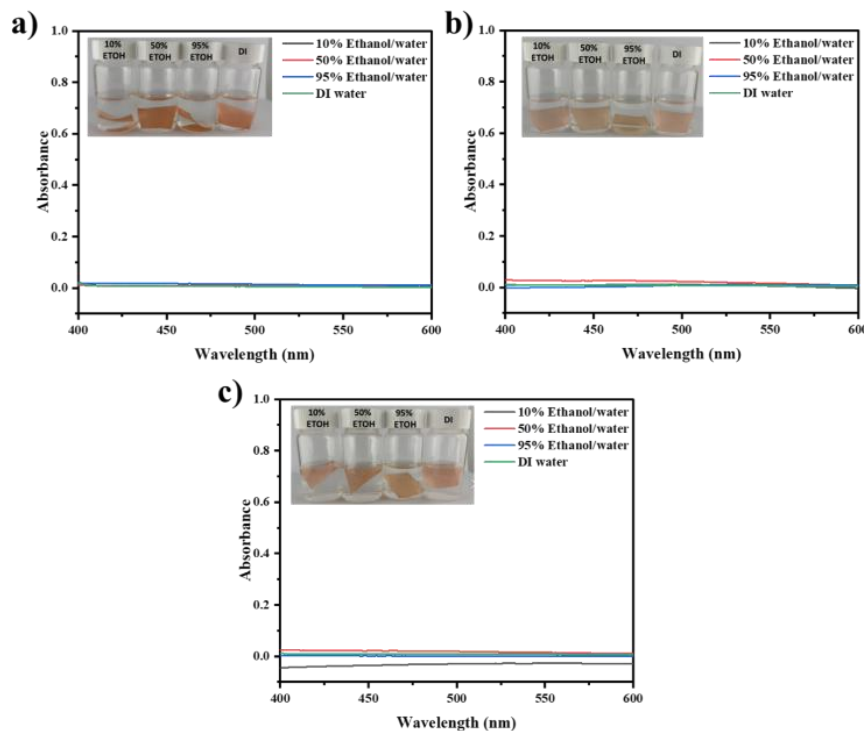 a)
1.0
0.8
0.6
0.4
0.2
0.0
Absorbance
400
450
500
550
600
Wavelength (nm)
10% Ethanol/water
50% Ethanol/water
95% Ethanol/water
DI water
10% ETOH
50% ETOH
95% ETOH
DI
b)
1.0
0.8
0.6
0.4
0.2
0.0
Absorbance
400
450
500
550
600
Wavelength (nm)
10% Ethanol/water
50% Ethanol/water
95% Ethanol/water
DI water
10% ETOH
50% ETOH
95% ETOH
DI
c)
1.0
0.8
0.6
0.4
0.2
0.0
Absorbance
400
450
500
550
600
Wavelength (nm)
10% Ethanol/water
50% Ethanol/water
95% Ethanol/water
DI water
10% ETOH
50% ETOH
95% ETOH
DI